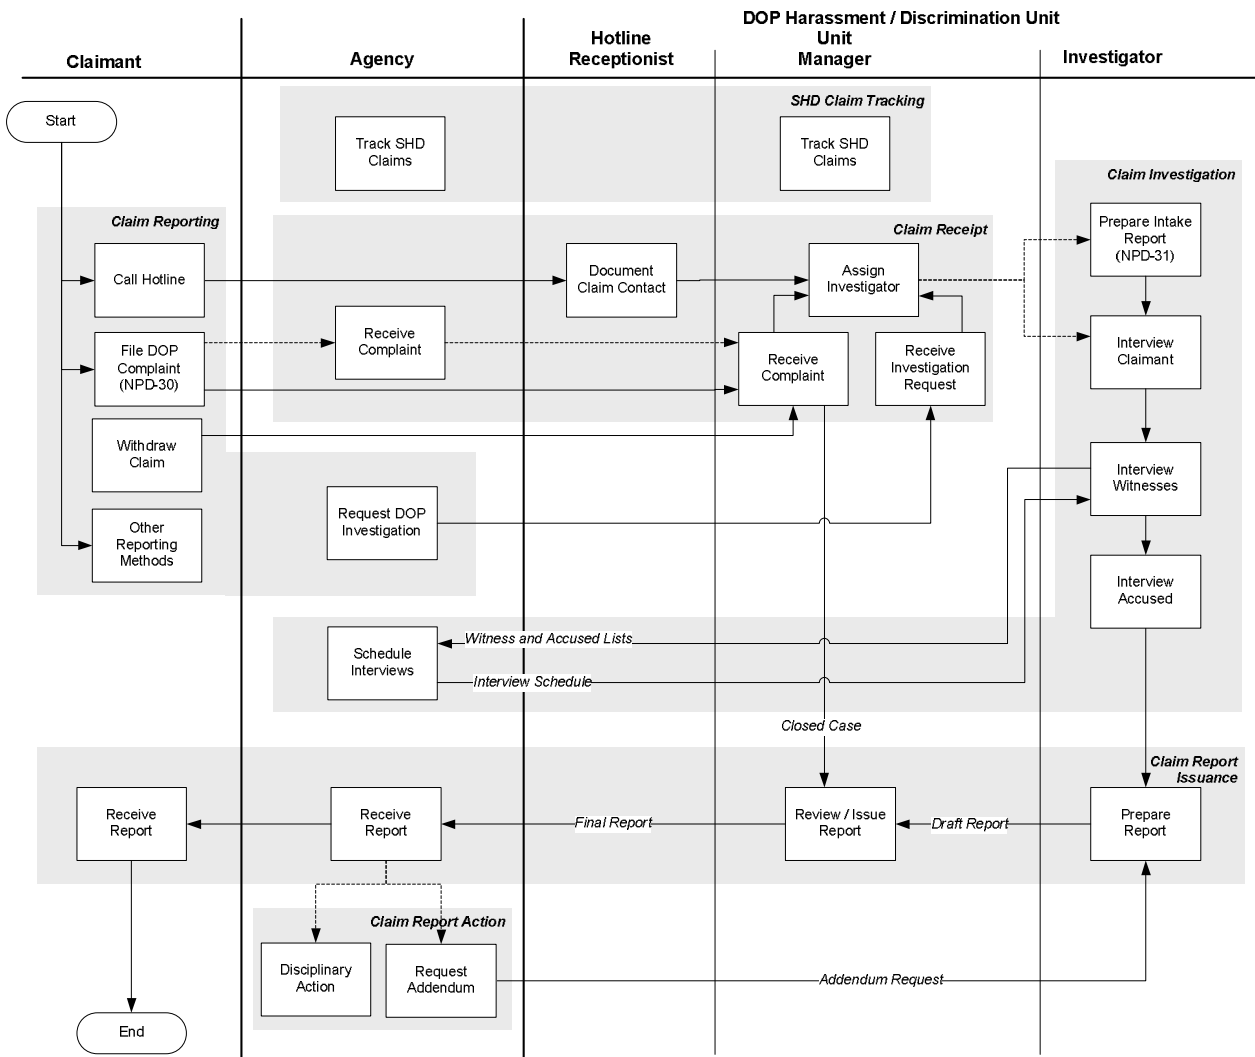 DOP Harassment / Discrimination Unit
Claimant
Agency
Hotline
Receptionist
Unit
Manager
Investigator
SHD Claim Tracking
Start
Track SHD
Claims
Track SHD
Claims
Claim Investigation
Claim Reporting
Claim Receipt
Prepare Intake
Report
(NPD-31)
Call Hotline
Document
Claim Contact
Assign
Investigator
File DOP
Complaint
(NPD-30)
Receive
Complaint
Receive
Complaint
Receive
Investigation
Request
Interview
Claimant
Withdraw
Claim
Interview
Witnesses
Request DOP
Investigation
Other
Reporting
Methods
Interview
Accused
Witness and Accused Lists
Schedule
Interviews
Interview Schedule
Closed Case
Claim Report
Issuance
Receive
Report
Receive
Report
Final Report
Review / Issue
Report
Draft Report
Prepare
Report
Claim Report Action
Disciplinary
Action
Request
Addendum
Addendum Request
End